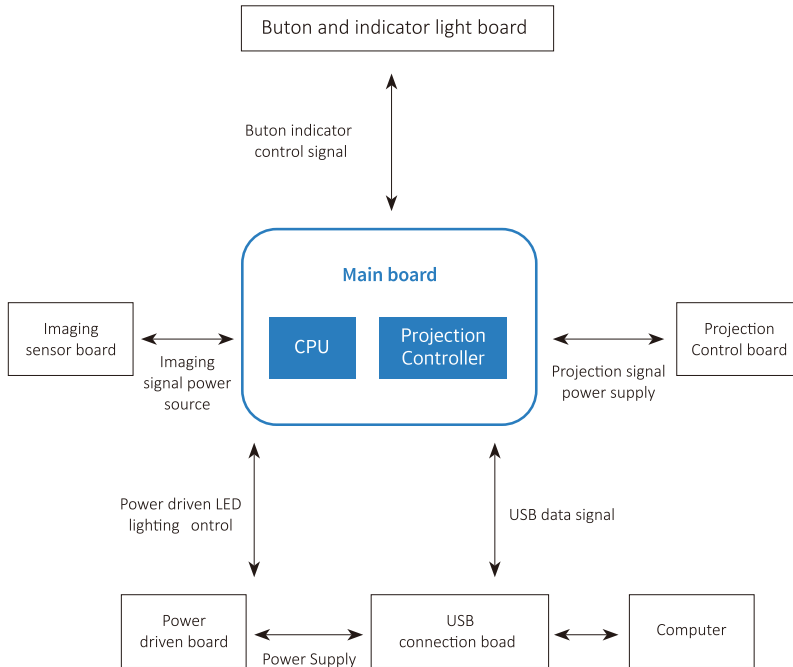 Buton and indicator light board
Buton indicator
control signal
Main board
CPU
Projection
Controller
Imaging
sensor board
Imaging
signal power
source
Projection
Control board
Projection signal
power supply
Power driven LED
lighting ontrol
USB data signal
Power
driven board
Power Supply
USB
connection boad
Computer